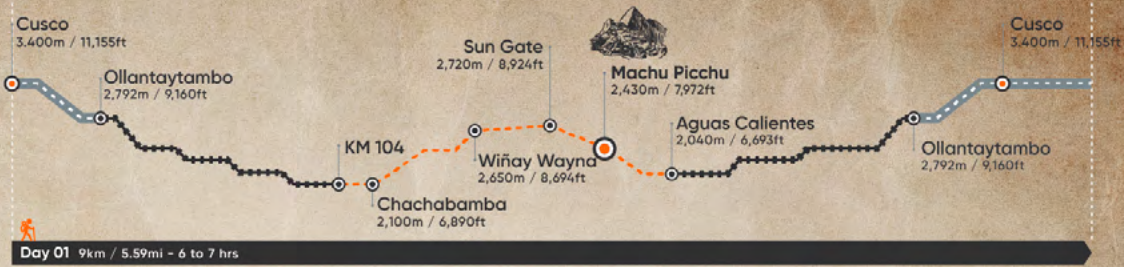 Cusco
3.400m / 11,155ft
Ollantaytambo
2,792m / 9,160ft
KM 104
Chachabamba
2,100m / 6,890ft
Sun Gate
2,720m / 8,924ft
Wiñay Wayna
2,650m / 8,694ft
Machu Picchu
2,430m / 7,972ft
Aguas Calientes
2,040m / 6,693ft
Ollantaytambo
2,792m / 9,160ft
Cusco
3.400m / 11,155ft
Day 01 9km / 5.59mi - 6 to 7 hrs